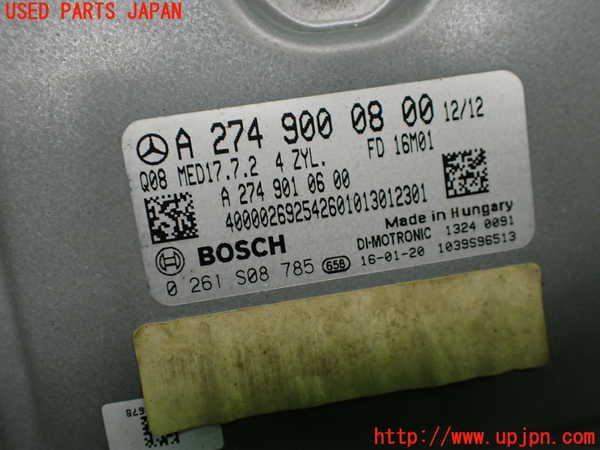 USED PARTS JAPAN
A 274 900 08 00 12/12
Q08 MED17.7.2 4 ZYL. FD 16M01
A 274 901 06 00
40000269254260101301​2301
Made in Hungary
BOSCH DI-MOTRONIC 1324 0091
0 261 S08 785 658 16-01-20 1039S96513
678
http://www.upjpn.com/